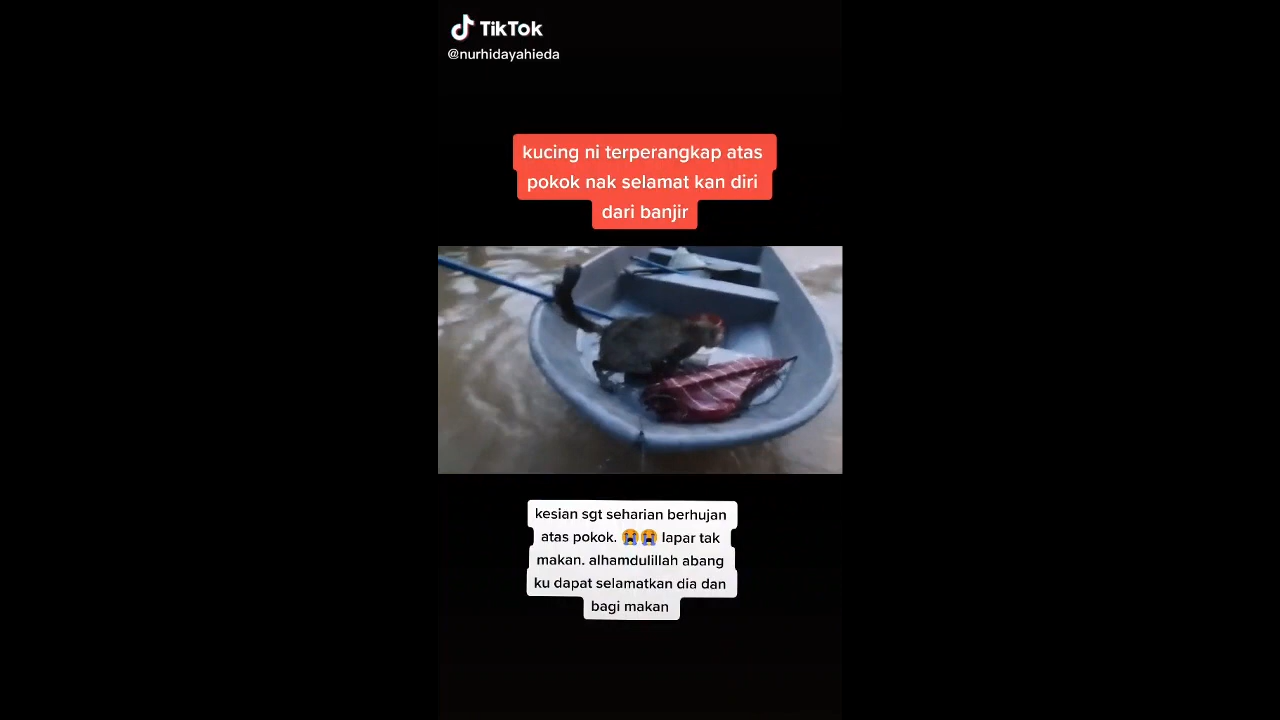 TikTok
@nurhidayahieda
kucing ni terperangkap atas
pokok nak selamat kan diri
dari banjir
kesian sgt seharian berhujan
atas pokok. 😭😭 lapar tak
makan. alhamdulillah abang
ku dapat selamatkan dia dan
bagi makan